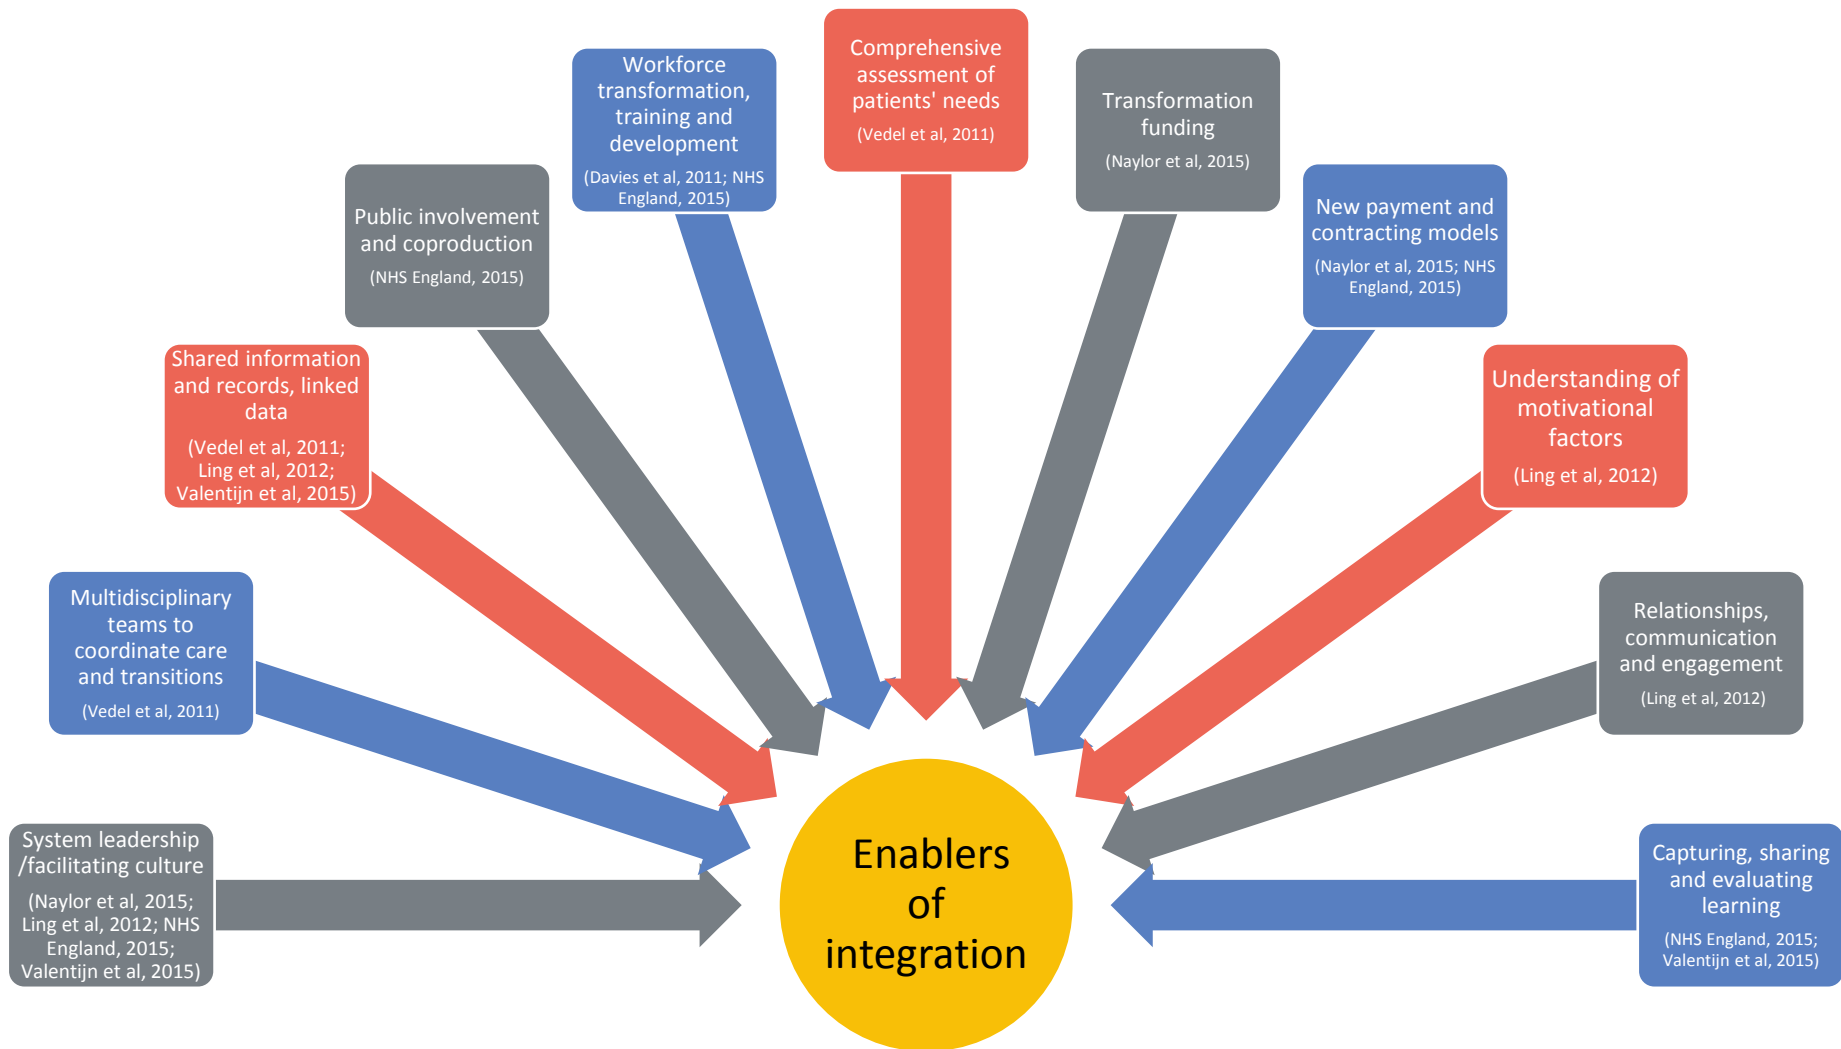 Comprehensive
assessment of
patients' needs
(Vedel et al, 2011)
Workforce
transformation,
training and
development
(Davies et al, 2011; NHS
England, 2015)
Transformation
funding
(Naylor et al, 2015)
Public involvement
and coproduction
(NHS England, 2015)
New payment and
contracting models
(Naylor et al, 2015; NHS
England, 2015)
Shared information
and records, linked
data
(Vedel et al, 2011;
Ling et al, 2012;
Valentijn et al, 2015)
Understanding of
motivational
factors
(Ling et al, 2012)
Multidisciplinary
teams to
coordinate care
and transitions
(Vedel et al, 2011)
Relationships,
communication
and engagement
(Ling et al, 2012)
System leadership
/facilitating culture
(Naylor et al, 2015;
Ling et al, 2012; NHS
England, 2015;
Valentijn et al, 2015)
Enablers
of
integration
Capturing, sharing
and evaluating
learning
(NHS England, 2015;
Valentijn et al, 2015)